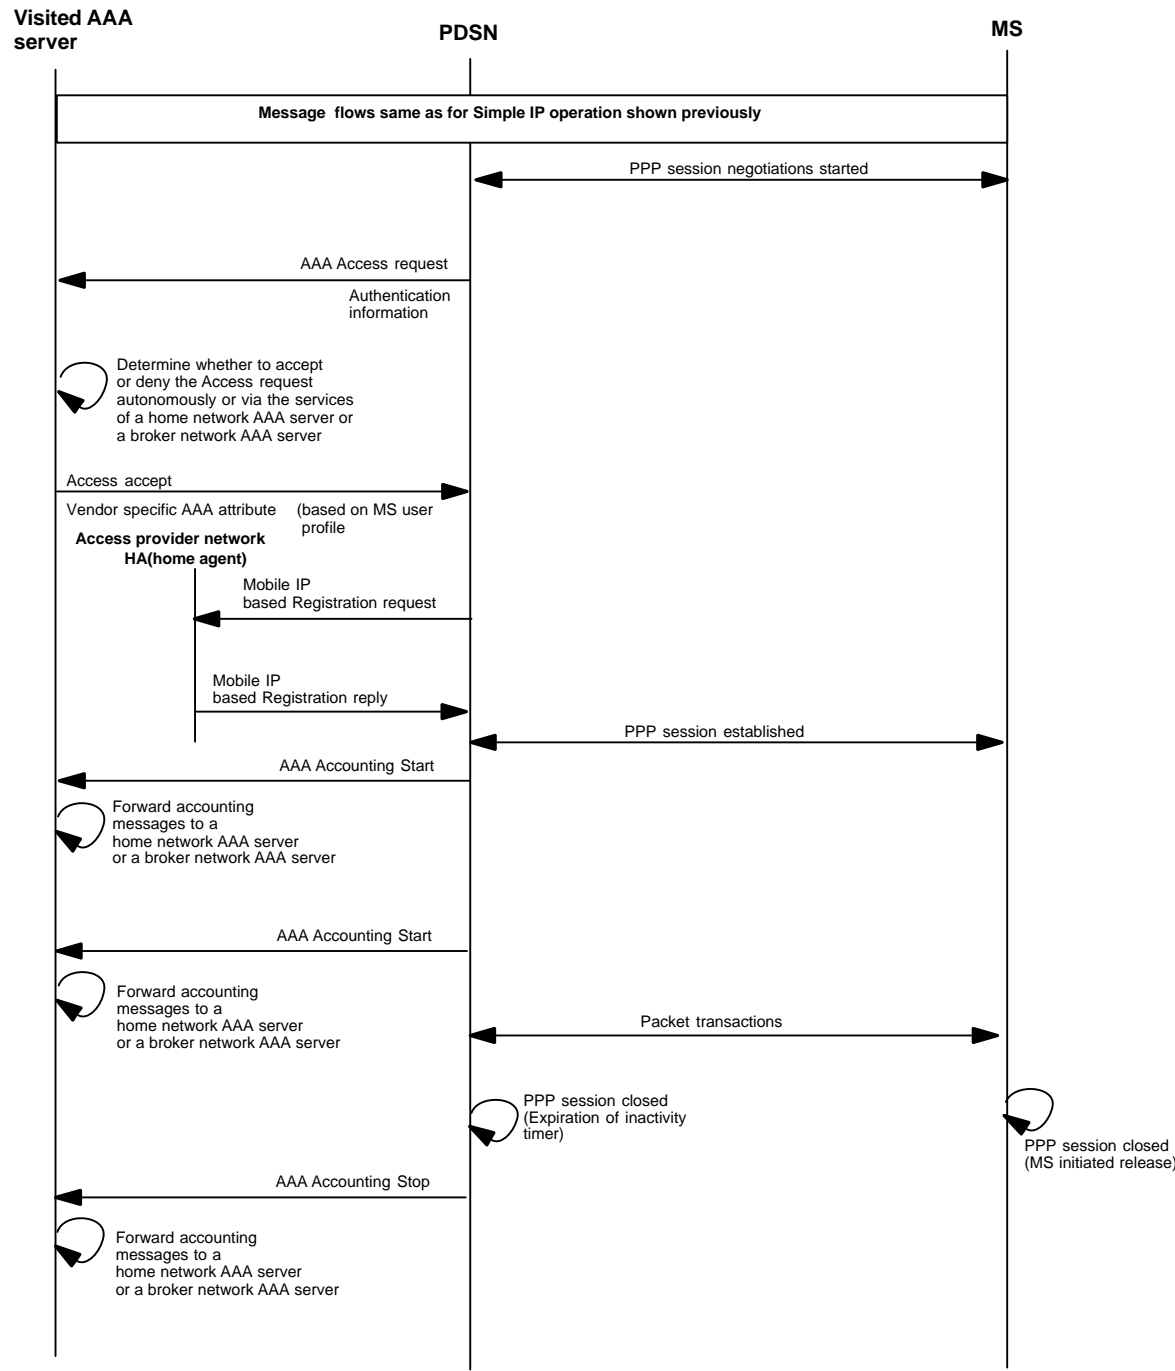 Visited AAA
server
PDSN
MS
Message flows same as for Simple IP operation shown previously
PPP session negotiations started
AAA Access request
Authentication
information
Determine whether to accept
or deny the Access request
autonomously or via the services
of a home network AAA server or
a broker network AAA server
Access accept
Vendor specific AAA attribute (based on MS user
profile
Access provider network
HA(home agent)
Mobile IP
based Registration request
Mobile IP
based Registration reply
PPP session established
AAA Accounting Start
Forward accounting
messages to a
home network AAA server
or a broker network AAA server
AAA Accounting Start
Forward accounting
messages to a
home network AAA server
or a broker network AAA server
Packet transactions
PPP session closed
(Expiration of inactivity
timer)
PPP session closed
(MS initiated release)
AAA Accounting Stop
Forward accounting
messages to a
home network AAA server
or a broker network AAA server